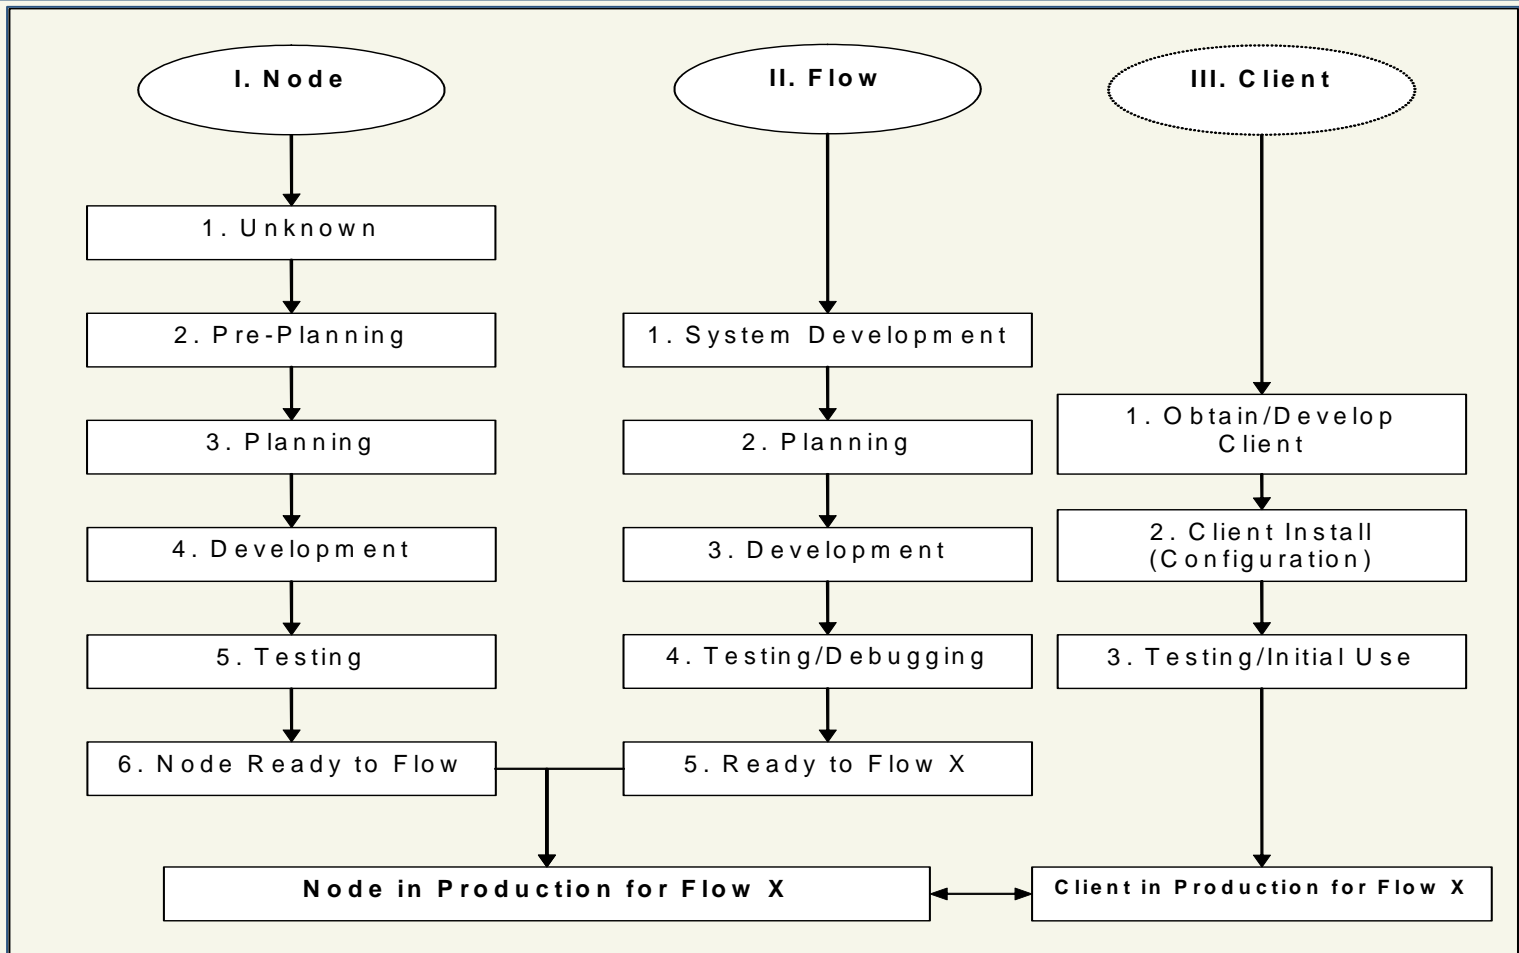 I. Node
II. Flow
III. Client
1. Unknown
2. Pre-Planning
1. System Development
3. Planning
2. Planning
1. Obtain/Develop
Client
4. Development
3. Development
2. Client Install
(Configuration)
5. Testing
4. Testing/Debugging
3. Testing/Initial Use
6. Node Ready to Flow
5. Ready to Flow X
Node in Production for Flow X
Client in Production for Flow X